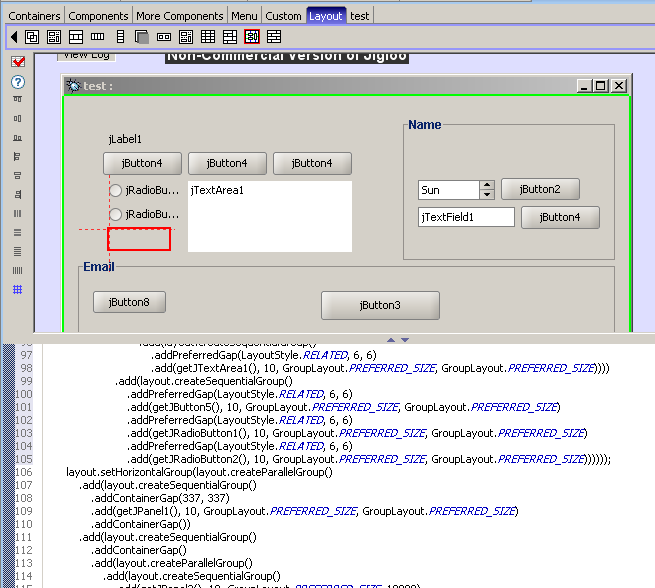 Containers Components More Components Menu Custom Layout test
View Log Non-Commercial Version of Jigloo
test :
jLabel1
Name
jButton4 jButton4 jButton4
jRadioBu... jTextArea1
Sun jButton2
jRadioBu...
jTextField1 jButton4
Email
jButton8 jButton3
97 .addPreferredGap(LayoutStyle.RELATED, 6, 6)
98 .add(getJTextArea1(), 10, GroupLayout.PREFERRED_SIZE, GroupLayout.PREFERRED_SIZE))))
99 .add(layout.createSequentialGroup()
100 .addPreferredGap(LayoutStyle.RELATED, 6, 6)
101 .add(getJButton5(), 10, GroupLayout.PREFERRED_SIZE, GroupLayout.PREFERRED_SIZE)
102 .addPreferredGap(LayoutStyle.RELATED, 6, 6)
103 .add(getJRadioButton1(), 10, GroupLayout.PREFERRED_SIZE, GroupLayout.PREFERRED_SIZE)
104 .addPreferredGap(LayoutStyle.RELATED, 6, 6)
105 .add(getJRadioButton2(), 10, GroupLayout.PREFERRED_SIZE, GroupLayout.PREFERRED_SIZE))))));
106 layout.setHorizontalGroup(layout.createParallelGroup()
107 .add(layout.createSequentialGroup()
108 .addContainerGap(337, 337)
109 .add(getJPanel1(), 10, GroupLayout.PREFERRED_SIZE, GroupLayout.PREFERRED_SIZE)
110 .addContainerGap())
111 .add(layout.createSequentialGroup()
112 .addContainerGap()
113 .add(layout.createParallelGroup()
114 .add(layout.createSequentialGroup()